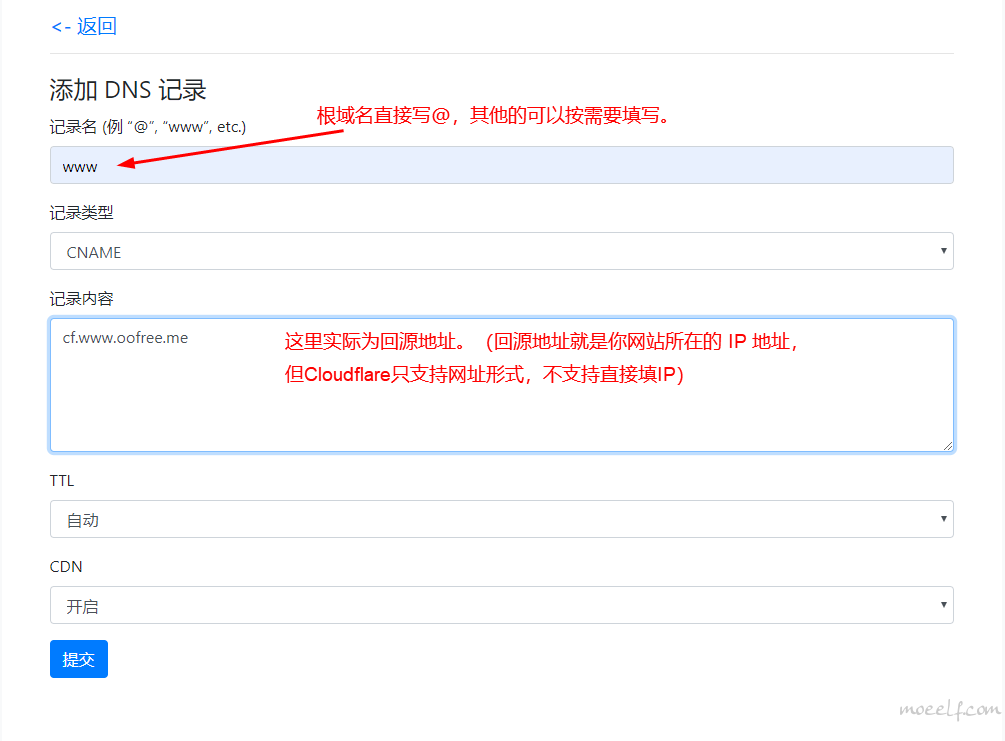 <- 返回
添加 DNS 记录
根域名直接写@，其他的可以按需要填写。
记录名 (例 “@”, “www”, etc.)
www
记录类型
CNAME
记录内容
cf.www.oofree.me
这里实际为回源地址。（回源地址就是你网站所在的 IP 地址，
但Cloudflare只支持网址形式，不支持直接填IP）
TTL
自动
CDN
开启
提交
moeelf.com